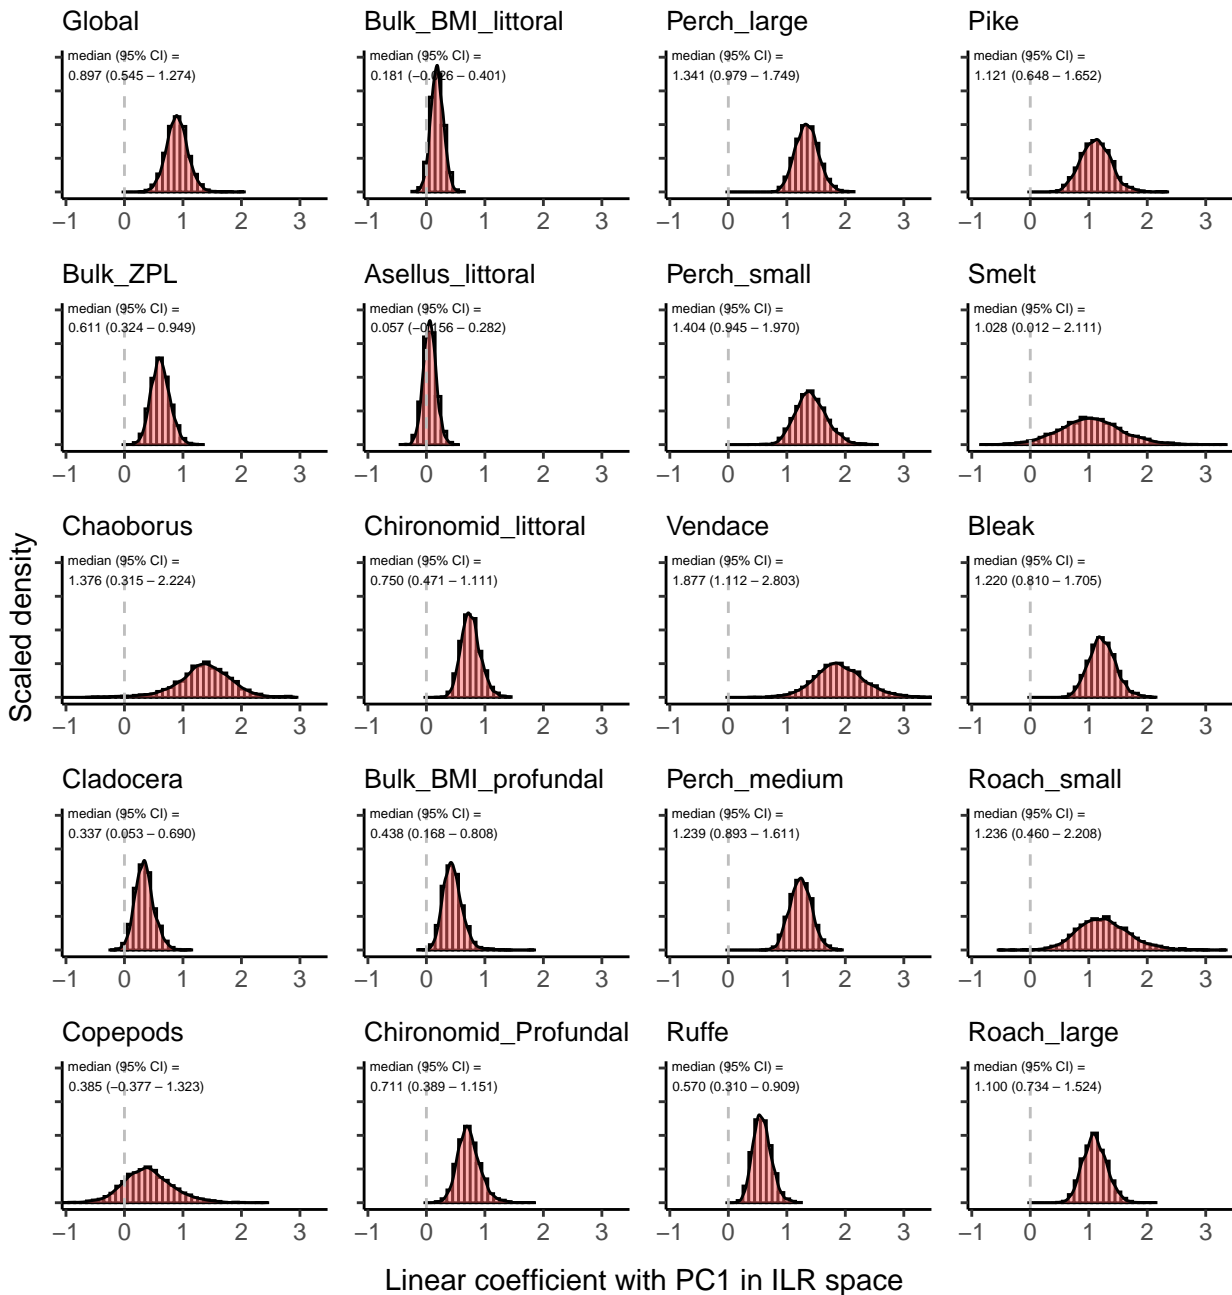 Global
median (95% CI) =
0.897 (0.545 – 1.274)
−1 0 1 2 3
Bulk_BMI_littoral
median (95% CI) =
0.181 (−0.026 – 0.401)
−1 0 1 2 3
Perch_large
median (95% CI) =
1.341 (0.979 – 1.749)
−1 0 1 2 3
Pike
median (95% CI) =
1.121 (0.648 – 1.652)
−1 0 1 2 3
Bulk_ZPL
median (95% CI) =
0.611 (0.324 – 0.949)
−1 0 1 2 3
Asellus_littoral
median (95% CI) =
0.057 (−0.156 – 0.282)
−1 0 1 2 3
Perch_small
median (95% CI) =
1.404 (0.945 – 1.970)
−1 0 1 2 3
Smelt
median (95% CI) =
1.028 (0.012 – 2.111)
−1 0 1 2 3
Scaled density
Chaoborus
median (95% CI) =
1.376 (0.315 – 2.224)
−1 0 1 2 3
Chironomid_littoral
median (95% CI) =
0.750 (0.471 – 1.111)
−1 0 1 2 3
Vendace
median (95% CI) =
1.877 (1.112 – 2.803)
−1 0 1 2 3
Bleak
median (95% CI) =
1.220 (0.810 – 1.705)
−1 0 1 2 3
Cladocera
median (95% CI) =
0.337 (0.053 – 0.690)
−1 0 1 2 3
Bulk_BMI_profundal
median (95% CI) =
0.438 (0.168 – 0.808)
−1 0 1 2 3
Perch_medium
median (95% CI) =
1.239 (0.893 – 1.611)
−1 0 1 2 3
Roach_small
median (95% CI) =
1.236 (0.460 – 2.208)
−1 0 1 2 3
Copepods
median (95% CI) =
0.385 (−0.377 – 1.323)
−1 0 1 2 3
Chironomid_Profundal
median (95% CI) =
0.711 (0.389 – 1.151)
−1 0 1 2 3
Ruffe
median (95% CI) =
0.570 (0.310 – 0.909)
−1 0 1 2 3
Roach_large
median (95% CI) =
1.100 (0.734 – 1.524)
−1 0 1 2 3
Linear coefficient with PC1 in ILR space